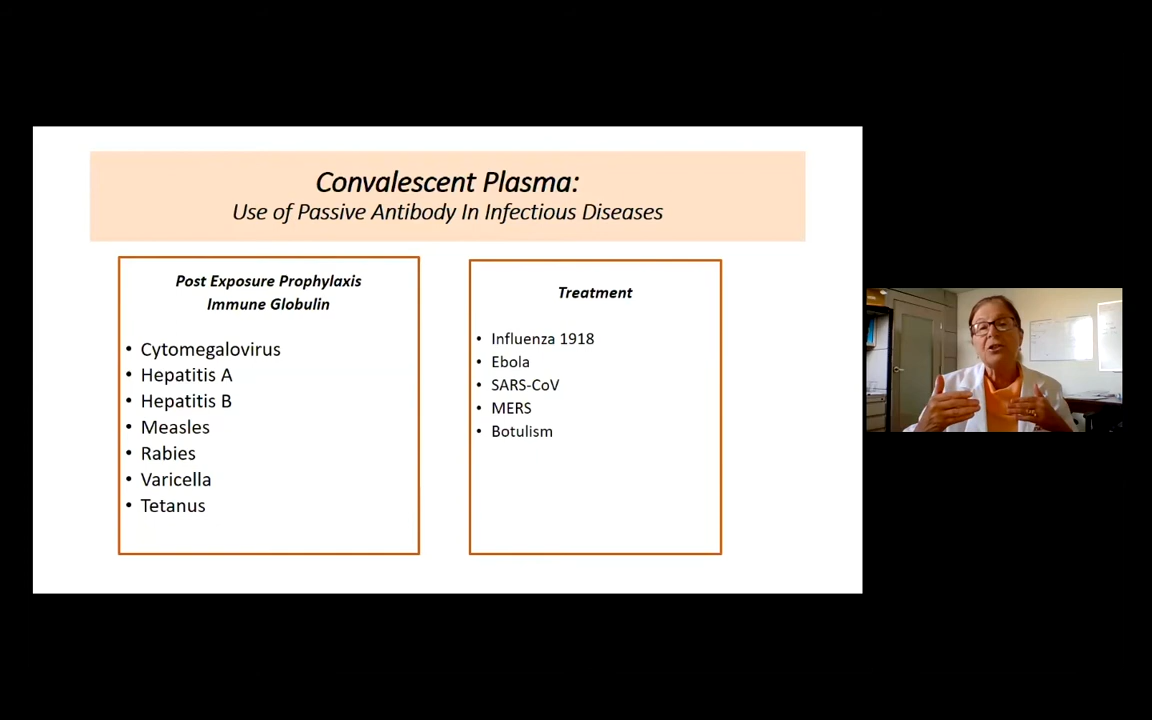 Convalescent Plasma:
Use of Passive Antibody In Infectious Diseases
Post Exposure Prophylaxis
Immune Globulin
• Cytomegalovirus
• Hepatitis A
• Hepatitis B
• Measles
• Rabies
• Varicella
• Tetanus
Treatment
• Influenza 1918
• Ebola
• SARS-CoV
• MERS
• Botulism